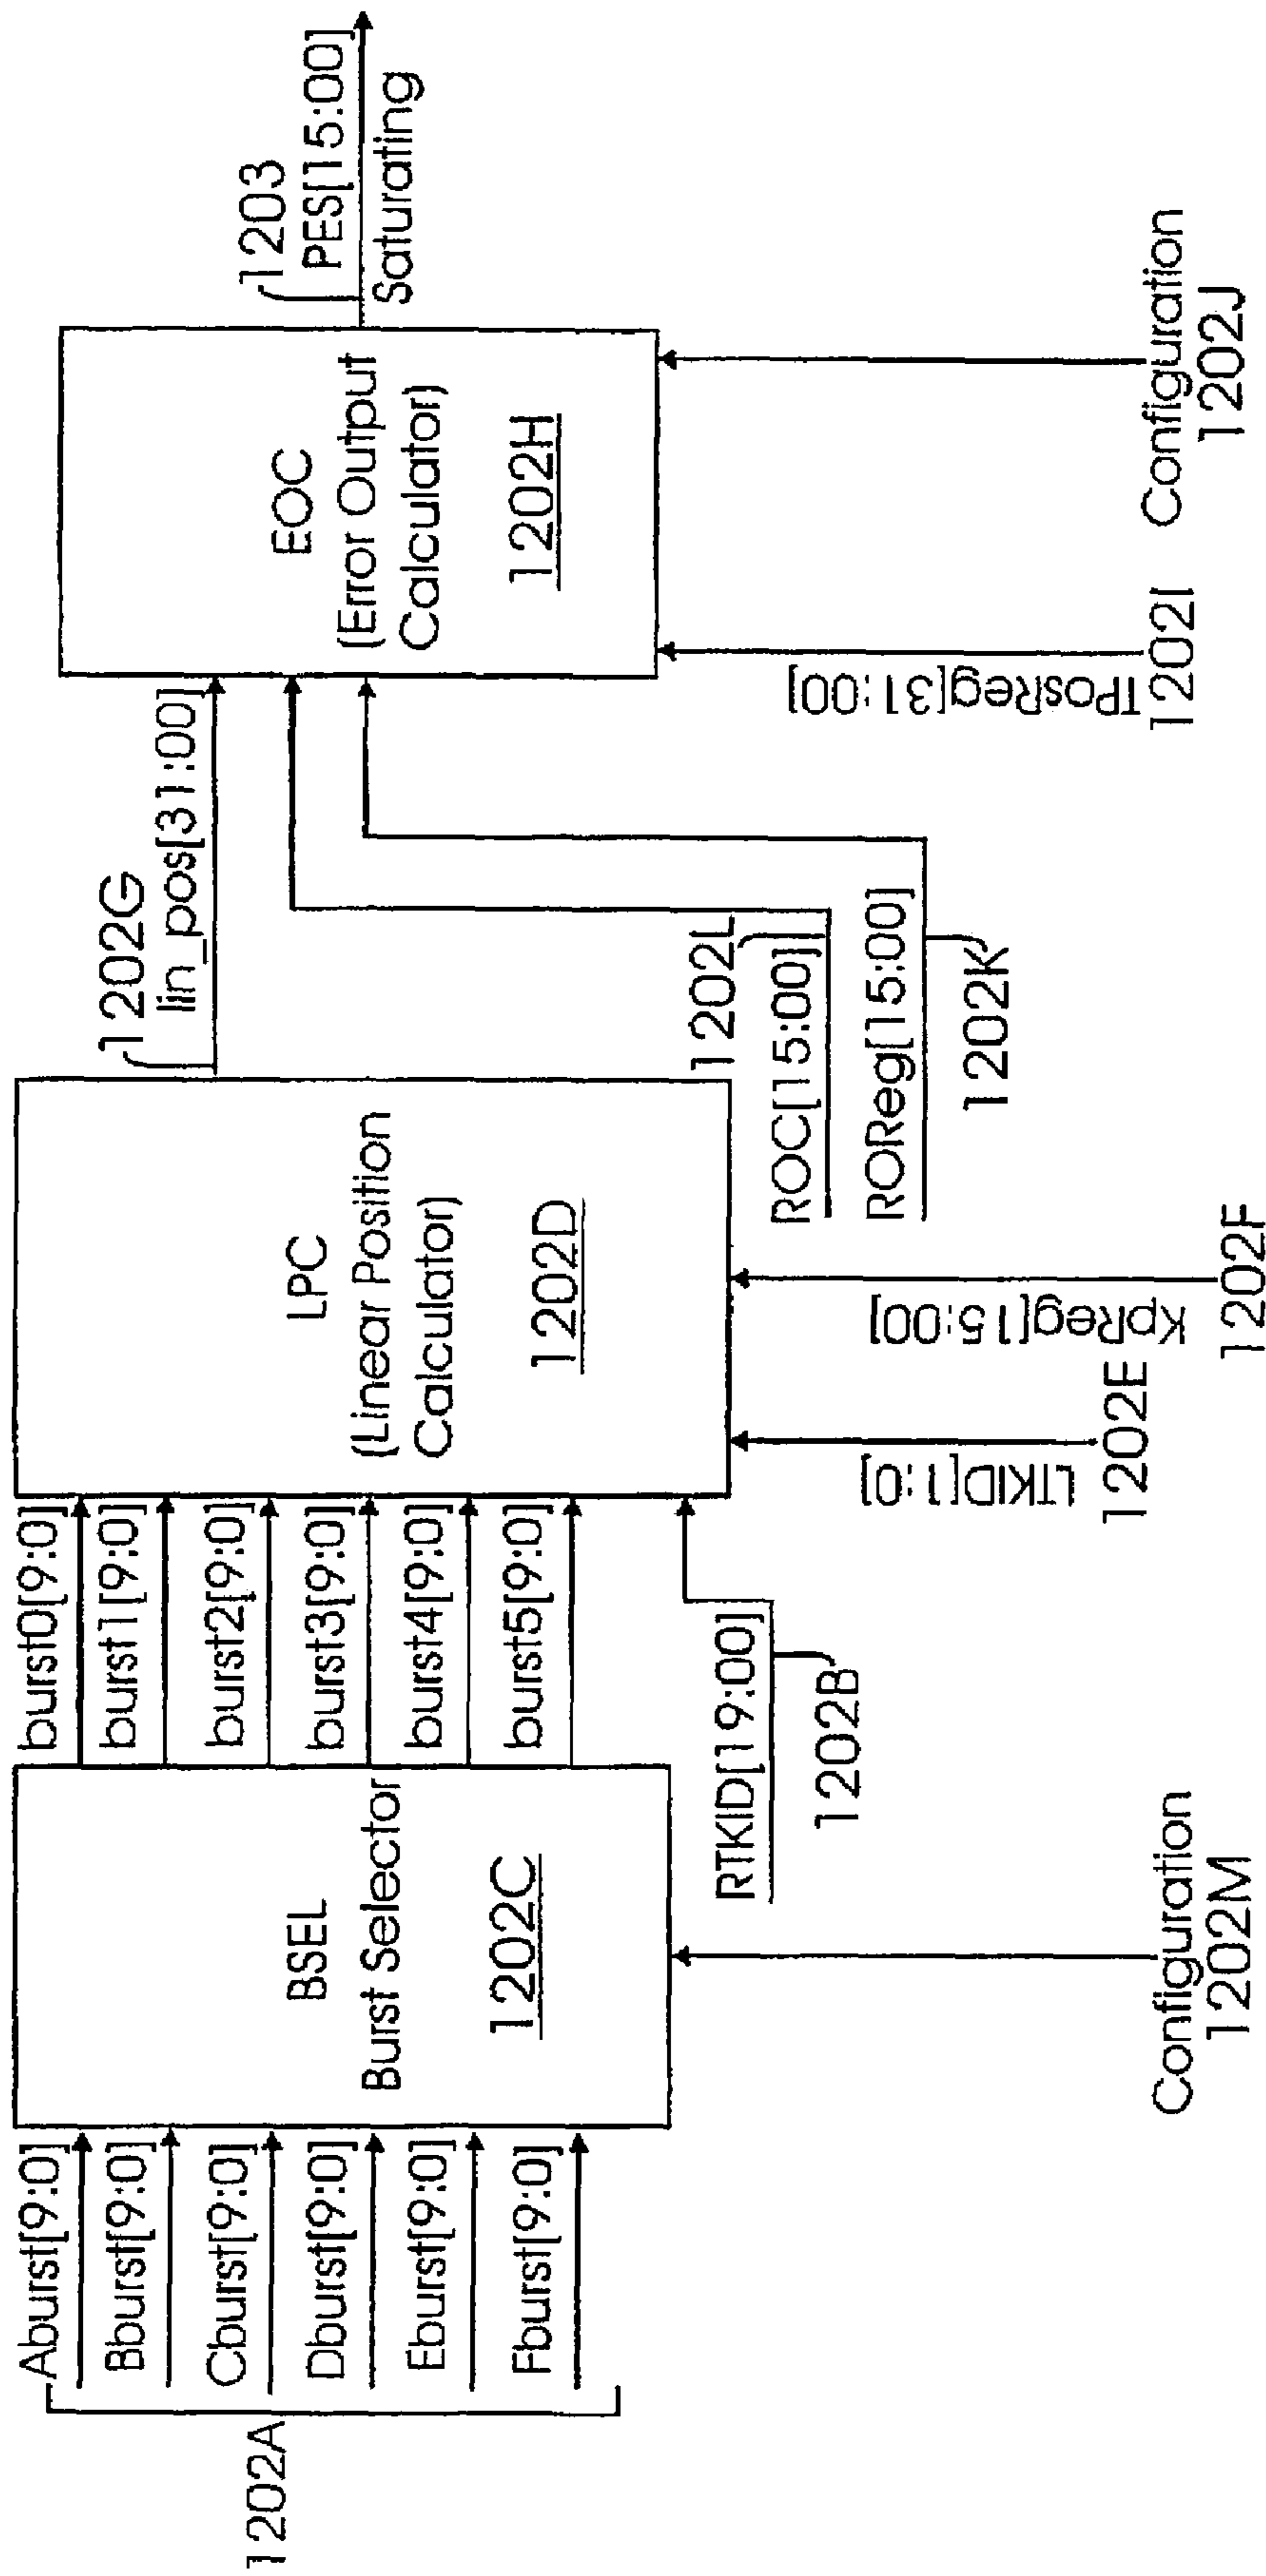 1202A
Aburst[9:0]
Bburst[9:0]
Cburst[9:0]
Dburst[9:0]
Eburst[9:0]
Fburst[9:0]
BSEL
Burst Selector
1202C
Configuration
1202M
burst0[9:0]
burst1[9:0]
burst2[9:0]
burst3[9:0]
burst4[9:0]
burst5[9:0]
RTKID[19:00]
1202B
LPC
(Linear Position
Calculator)
1202D
LTKID[1:0]
1202E
KpReg[15:00]
1202F
1202G
lin_pos[31:00]
1202L
ROC[15:00]
ROReg[15:00]
1202K
EOC
(Error Output
Calculator)
1202H
TPosReg[31:00]
1202I
Configuration
1202J
1203
PES[15:00]
Saturating